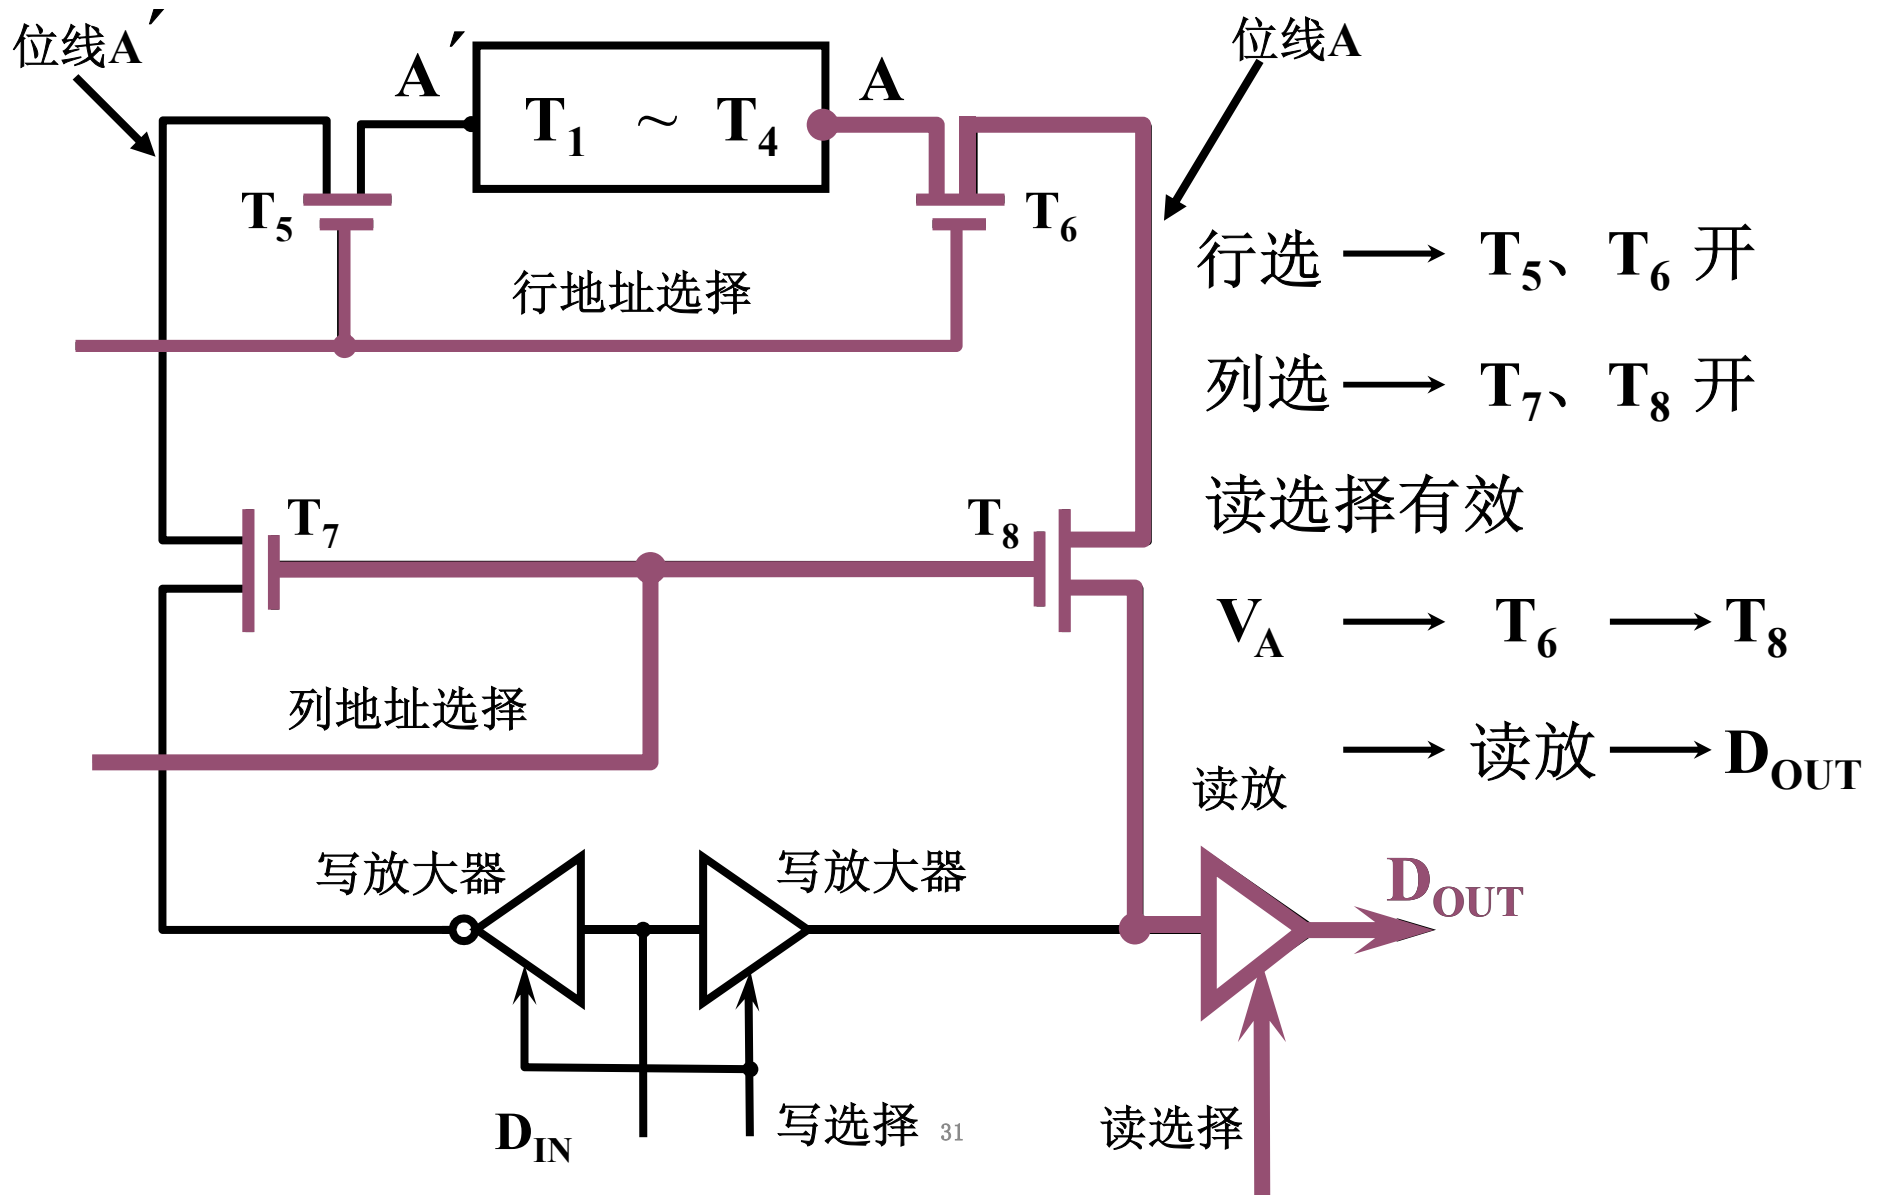 位线A′
A′
T1 ~ T4
A
位线A
T5
T6
行地址选择
行选 → T5、 T6 开
列选 → T7、 T8 开
读选择有效
T7
T8
VA → T6 → T8
列地址选择
→ 读放 → DOUT
读放
写放大器
写放大器
DOUT
DIN
写选择
31
读选择